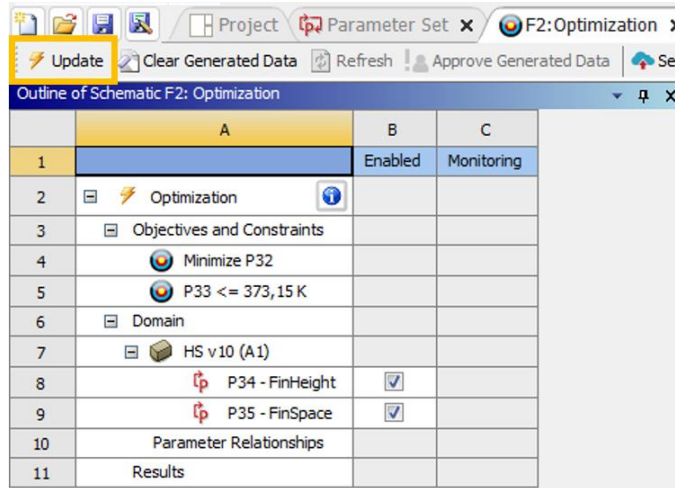 Project Parameter Set F2:Optimization
Update Clear Generated Data Refresh Approve Generated Data
Outline of Schematic F2: Optimization
A B C
1 Enabled Monitoring
2 Optimization
3 Objectives and Constraints
4 Minimize P32
5 P33 <= 373,15 K
6 Domain
7 HS v10 (A1)
8 P34 - FinHeight
9 P35 - FinSpace
10 Parameter Relationships
11 Results